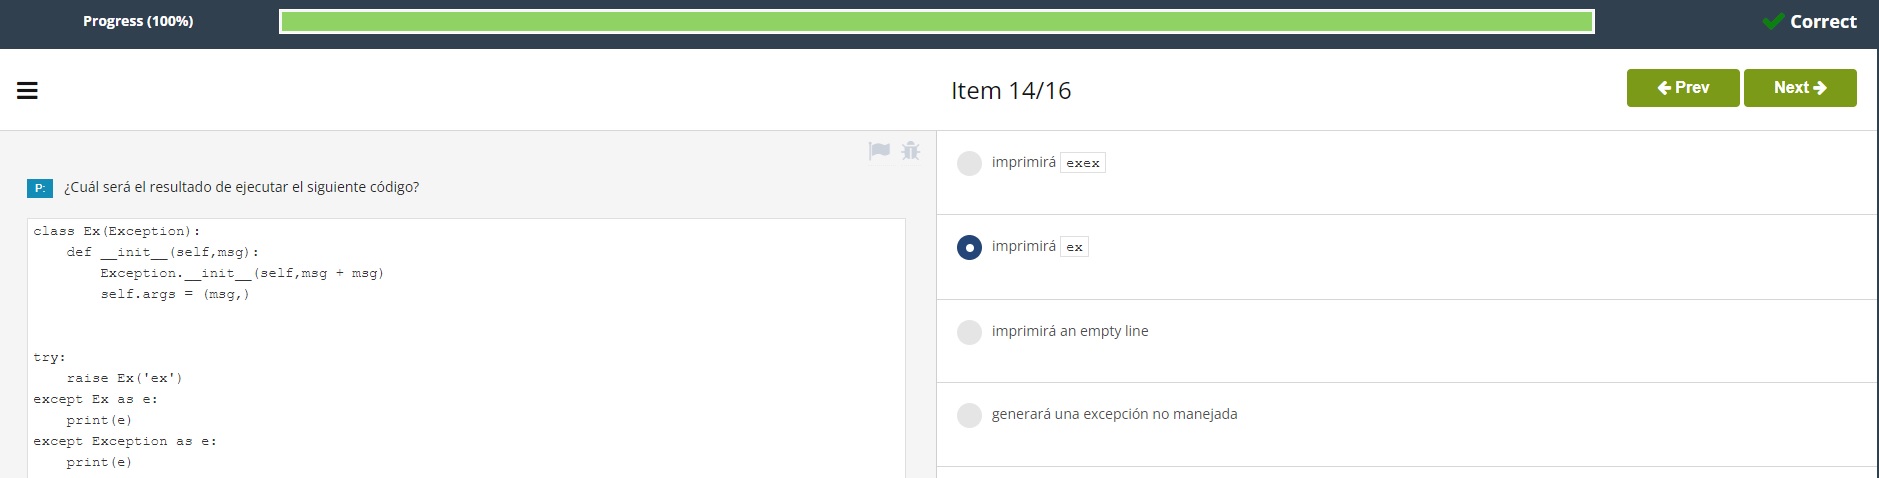 Progress (100%)
Correct
Item 14/16
Prev
Next
P: ¿Cuál será el resultado de ejecutar el siguiente código?
class Ex(Exception):
    def __init__(self,msg):
        Exception.__init__(self,msg + msg)
        self.args = (msg,)
try:
    raise Ex('ex')
except Ex as e:
    print(e)
except Exception as e:
    print(e)
imprimirá exex
imprimirá ex
imprimirá an empty line
generará una excepción no manejada